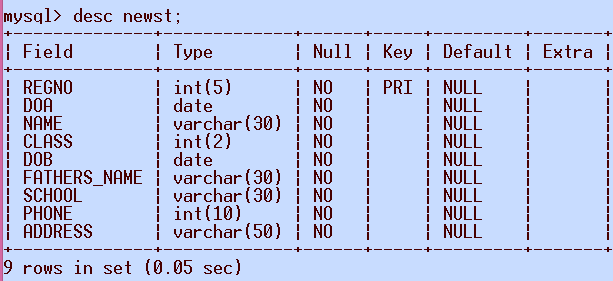 mysql> desc newst;
+--------------+-------------+------+-----+---------+-------+
| Field        | Type        | Null | Key | Default | Extra |
+--------------+-------------+------+-----+---------+-------+
| REGNO        | int(5)      | NO   | PRI | NULL    |       |
| DOA          | date        | NO   |     | NULL    |       |
| NAME         | varchar(30) | NO   |     | NULL    |       |
| CLASS        | int(2)      | NO   |     | NULL    |       |
| DOB          | date        | NO   |     | NULL    |       |
| FATHERS_NAME | varchar(30) | NO   |     | NULL    |       |
| SCHOOL       | varchar(30) | NO   |     | NULL    |       |
| PHONE        | int(10)     | NO   |     | NULL    |       |
| ADDRESS      | varchar(50) | NO   |     | NULL    |       |
+--------------+-------------+------+-----+---------+-------+
9 rows in set (0.05 sec)